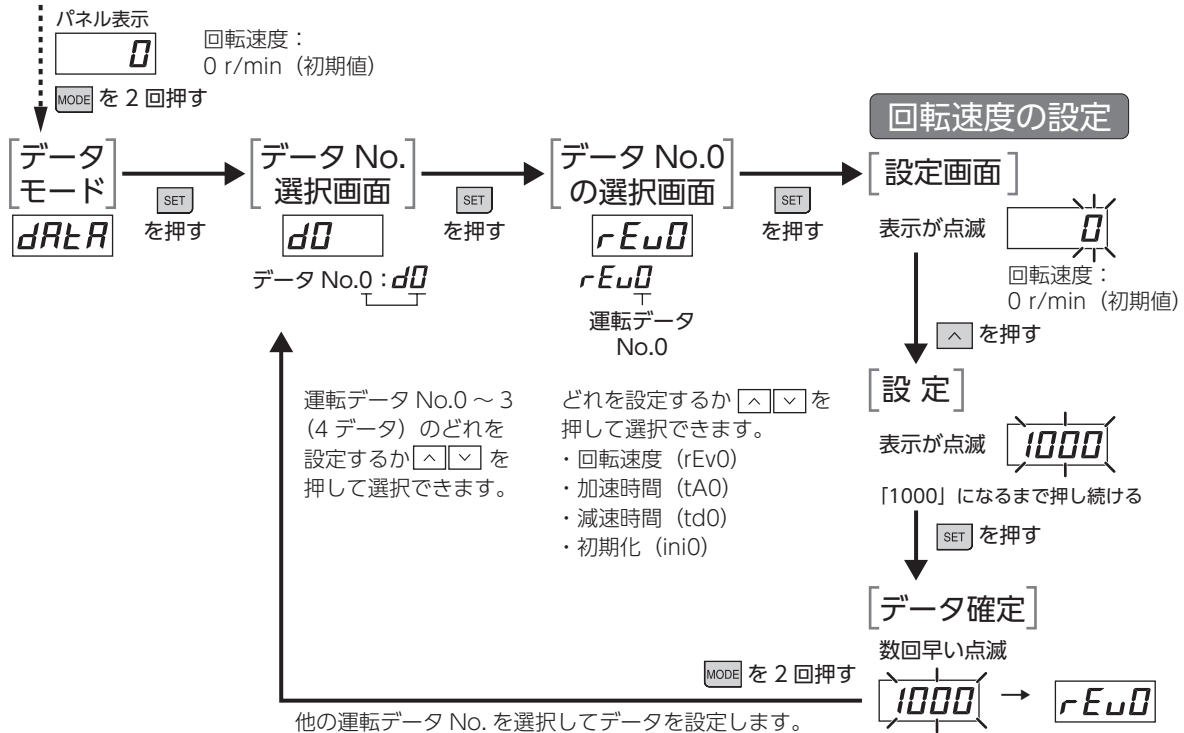 パネル表示
0
回転速度：
0 r/min（初期値）
MODE を 2 回押す
データ
モード
dAtA
SET
を押す
データ No.
選択画面
d0
データ No.0：d0
SET
を押す
データ No.0
の選択画面
rEv0
rEv0
運転データ
No.0
SET
を押す
回転速度の設定
設定画面
表示が点滅
0
回転速度：
0 r/min（初期値）
を押す
設 定
表示が点滅
1000
「1000」になるまで押し続ける
SET を押す
データ確定
数回早い点滅
1000 → rEv0
MODE を 2 回押す
運転データ No.0 ～ 3
（4 データ）のどれを
設定するか を
押して選択できます。
どれを設定するか を
押して選択できます。
・回転速度（rEv0）
・加速時間（tA0）
・減速時間（td0）
・初期化（ini0）
他の運転データ No. を選択してデータを設定します。